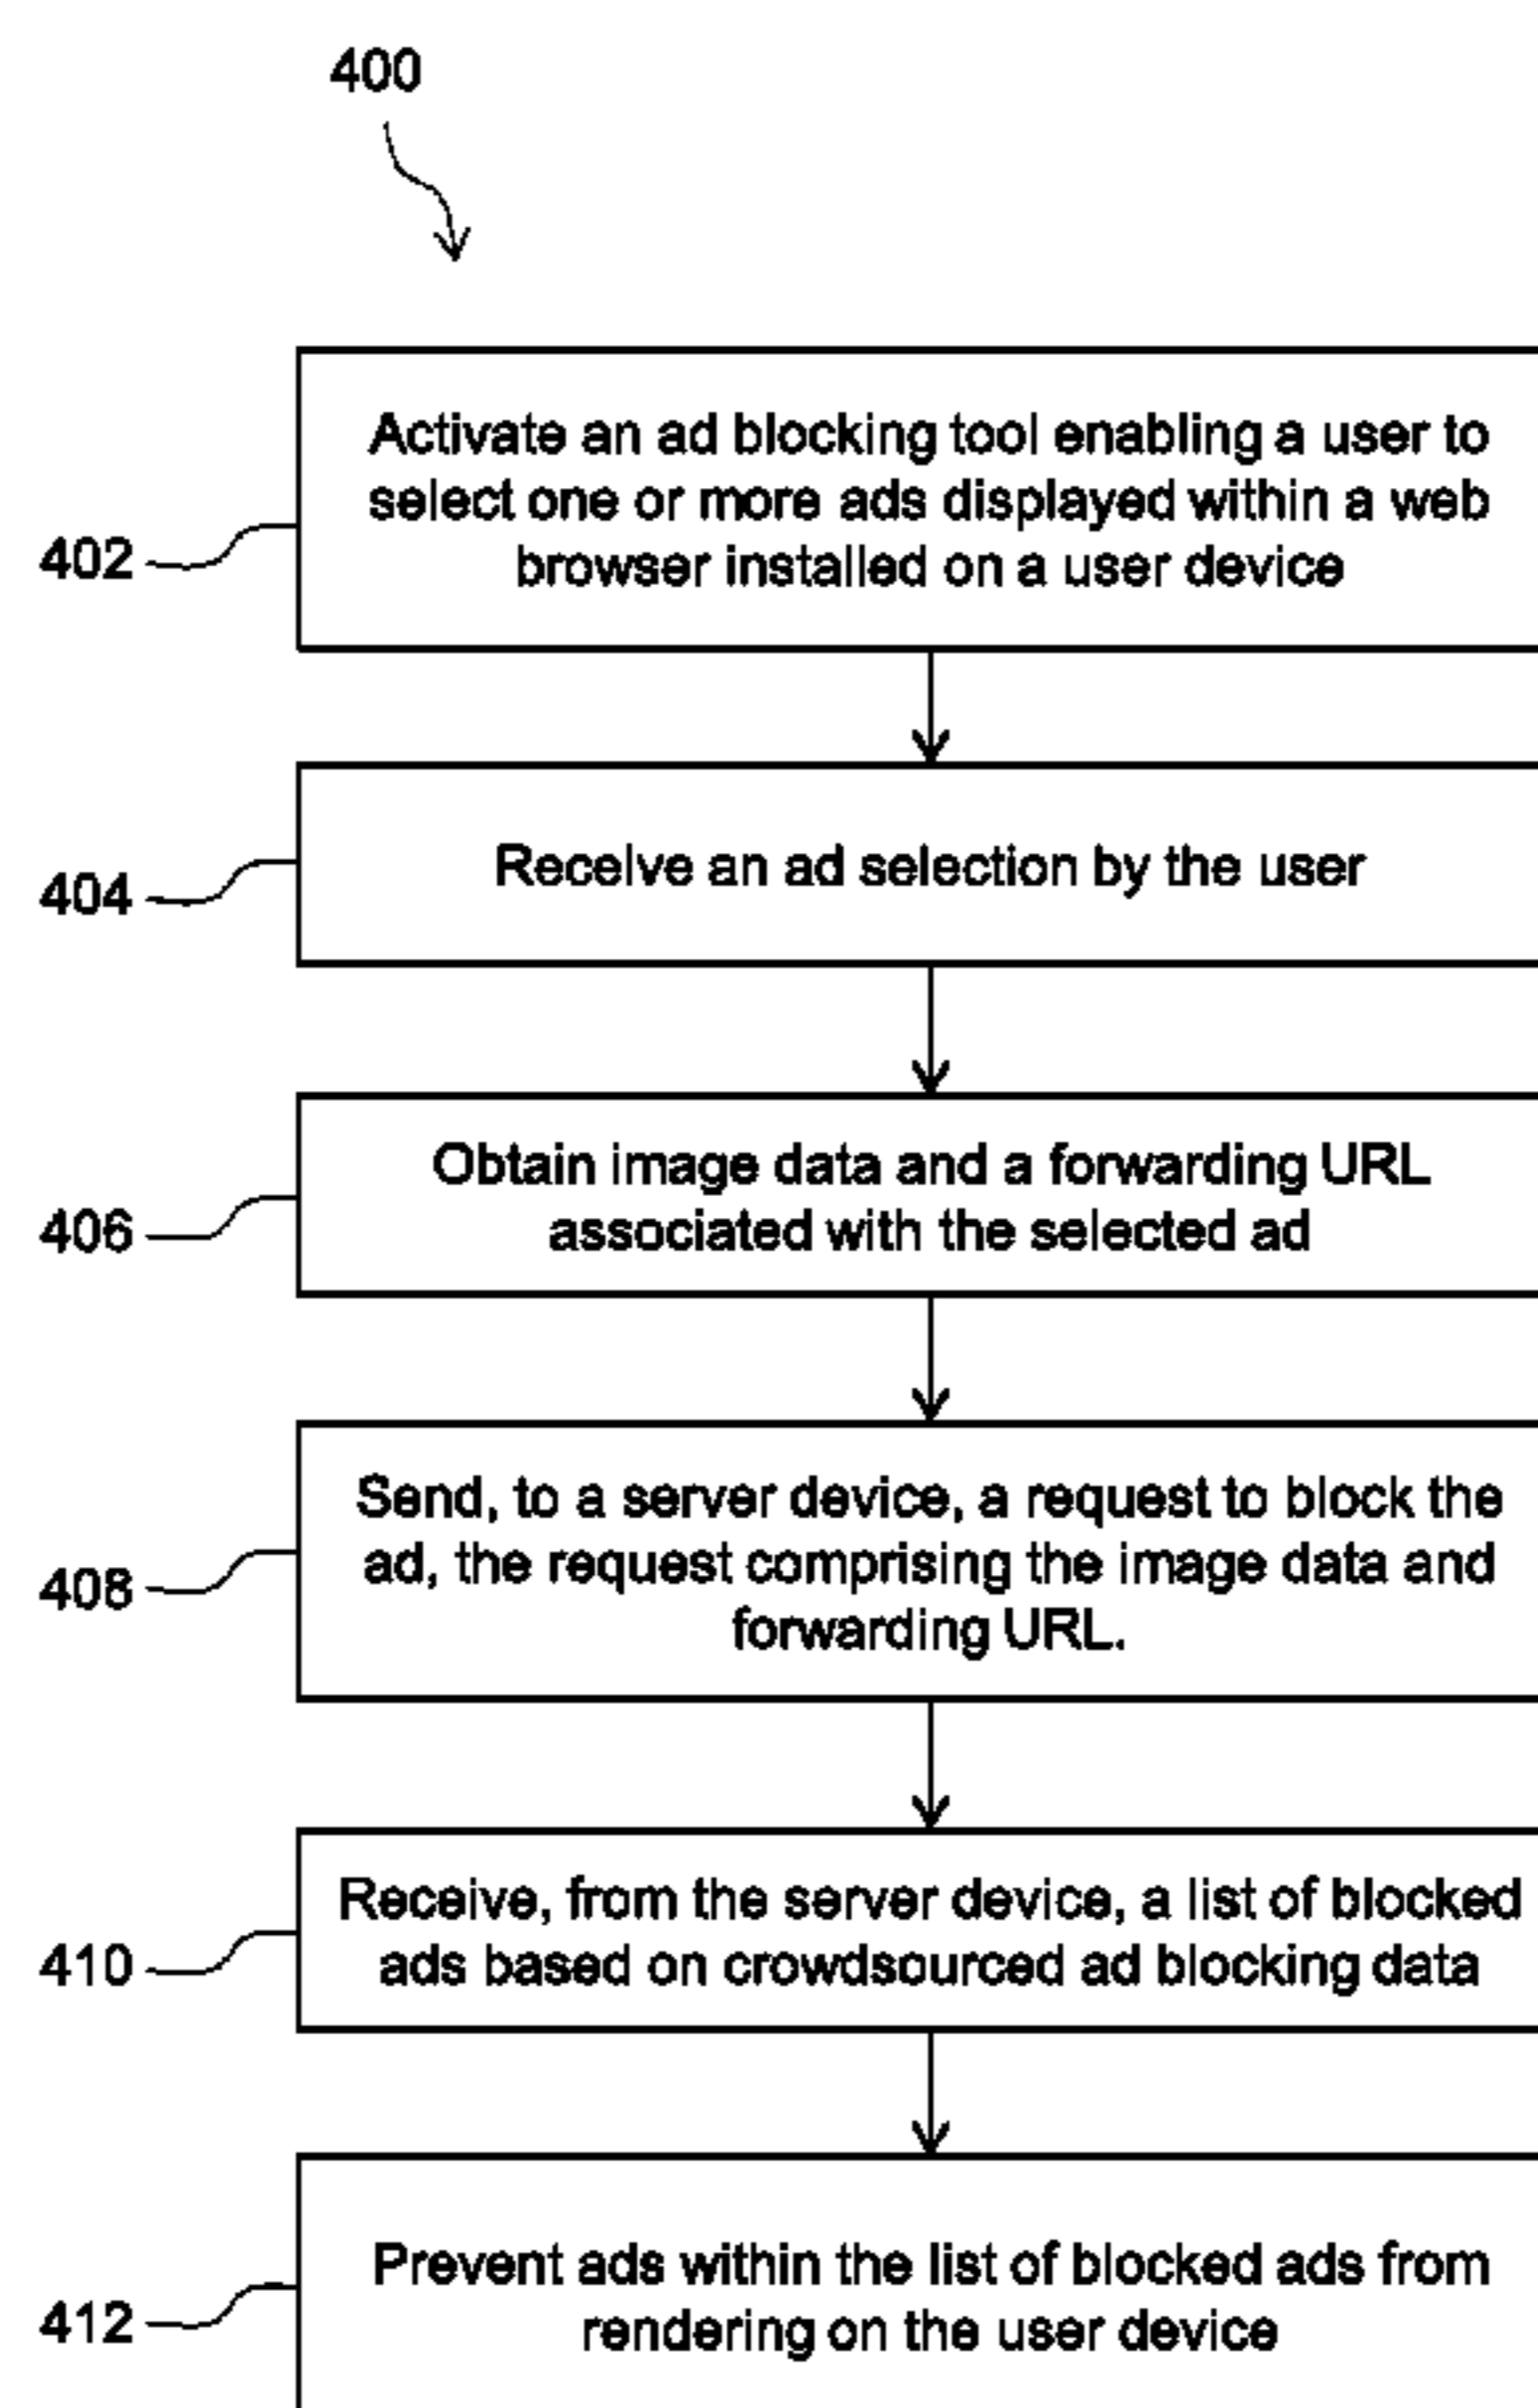 400
Activate an ad blocking tool enabling a user to
select one or more ads displayed within a web
browser installed on a user device
402
Receive an ad selection by the user
404
Obtain image data and a forwarding URL
associated with the selected ad
406
Send, to a server device, a request to block the
ad, the request comprising the image data and
forwarding URL.
408
Receive, from the server device, a list of blocked
ads based on crowdsourced ad blocking data
410
Prevent ads within the list of blocked ads from
rendering on the user device
412